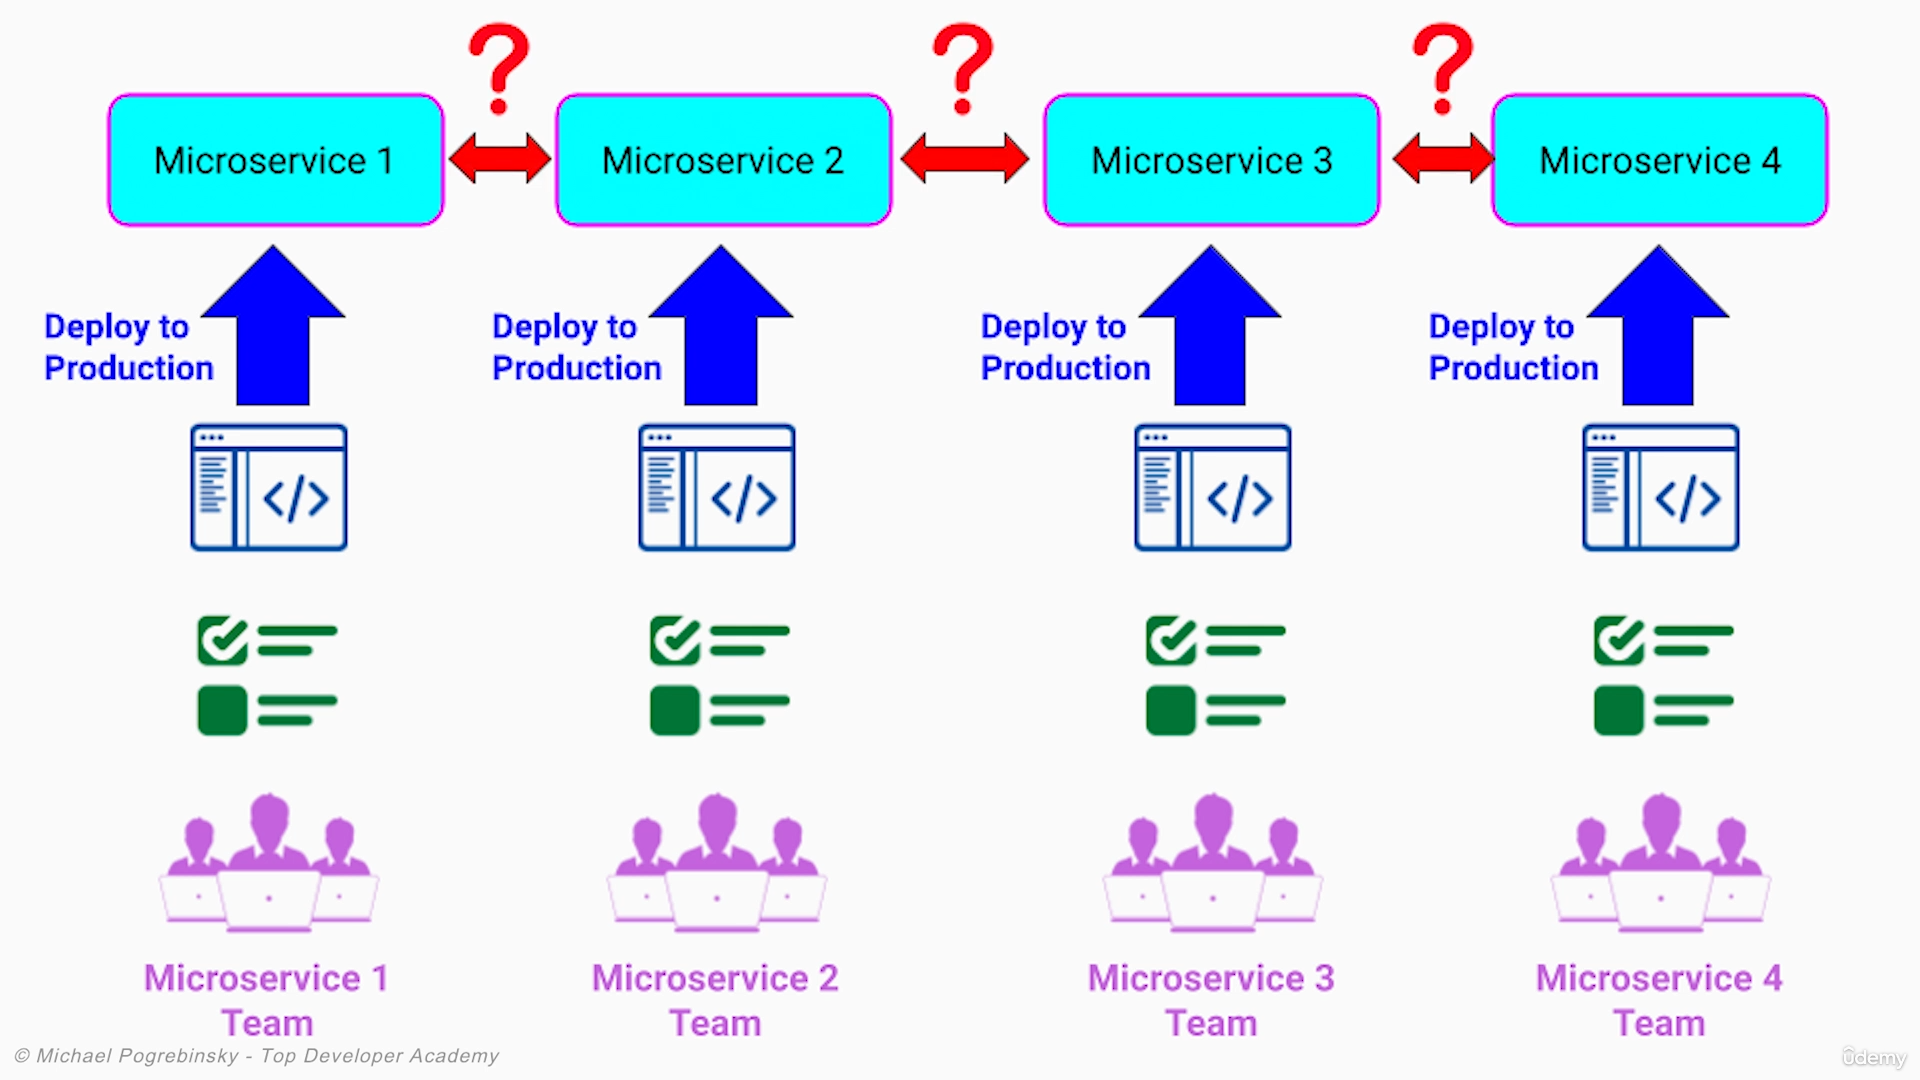 ?
?
?
Microservice 1
Microservice 2
Microservice 3
Microservice 4
Deploy to
Production
Deploy to
Production
Deploy to
Production
Deploy to
Production
</>
</>
</>
</>
Microservice 1
Team
Microservice 2
Team
Microservice 3
Team
Microservice 4
Team
© Michael Pogrebinsky - Top Developer Academy
ûdemy